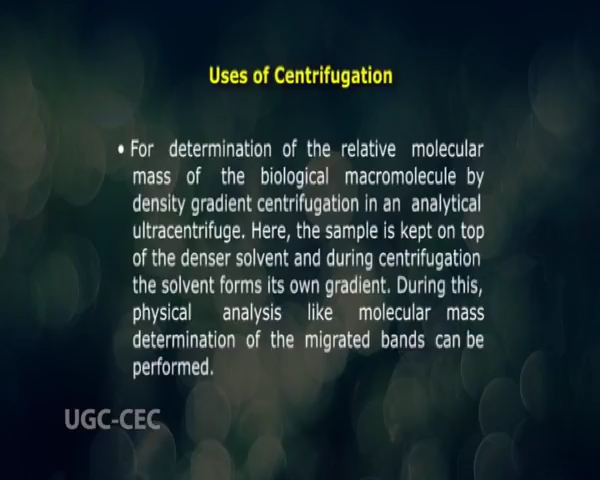 Uses of Centrifugation
• For determination of the relative molecular
mass of the biological macromolecule by
density gradient centrifugation in an analytical
ultracentrifuge. Here, the sample is kept on top
of the denser solvent and during centrifugation
the solvent forms its own gradient. During this,
physical analysis like molecular mass
determination of the migrated bands can be
performed.
UGC-CEC